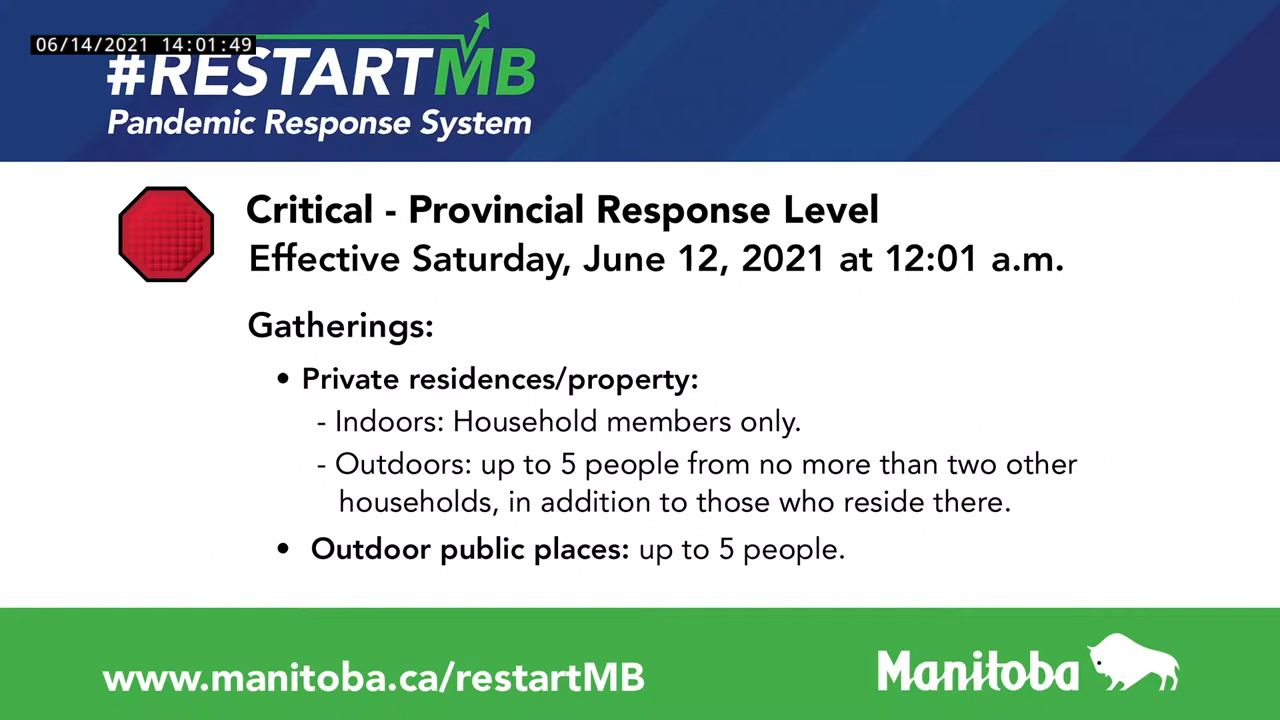 06/14/2021 14:01:49
#RESTARTMB
Pandemic Response System
Critical - Provincial Response Level
Effective Saturday, June 12, 2021 at 12:01 a.m.
Gatherings:
• Private residences/property:
- Indoors: Household members only.
- Outdoors: up to 5 people from no more than two other
households, in addition to those who reside there.
• Outdoor public places: up to 5 people.
www.manitoba.ca/restartMB
Manitoba